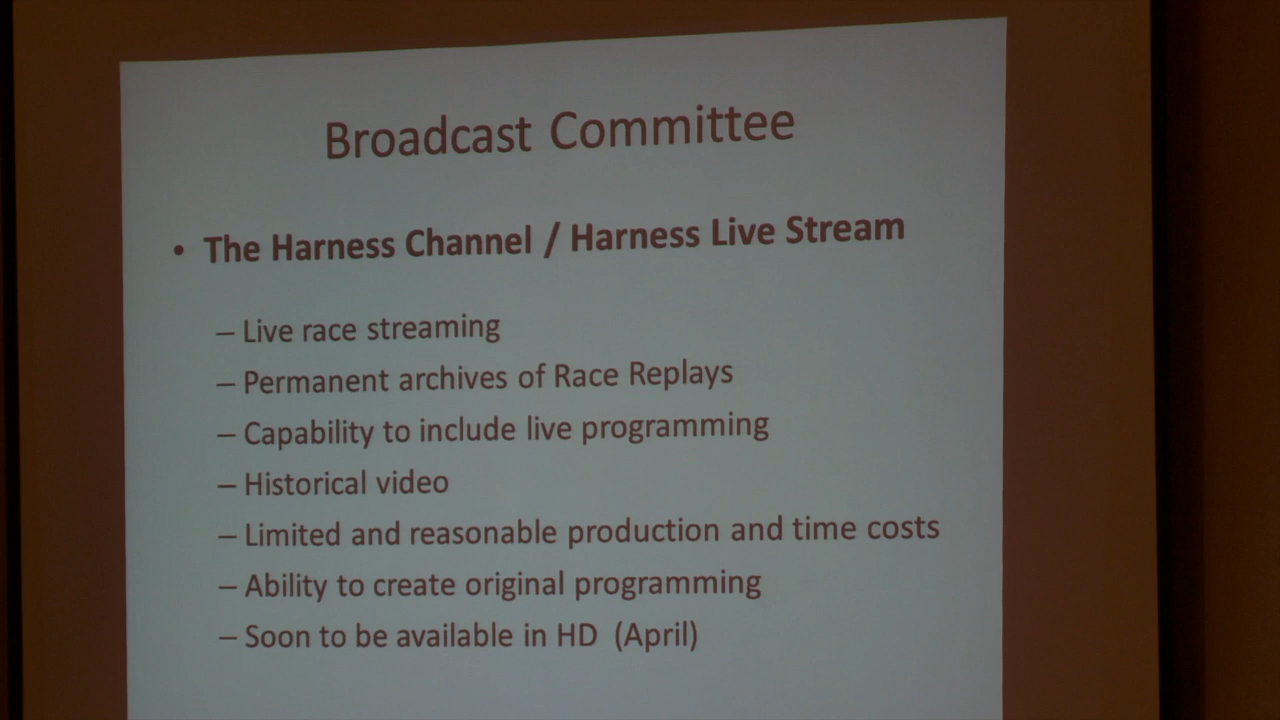 Broadcast Committee
• The Harness Channel / Harness Live Stream
– Live race streaming
– Permanent archives of Race Replays
– Capability to include live programming
– Historical video
– Limited and reasonable production and time costs
– Ability to create original programming
– Soon to be available in HD (April)